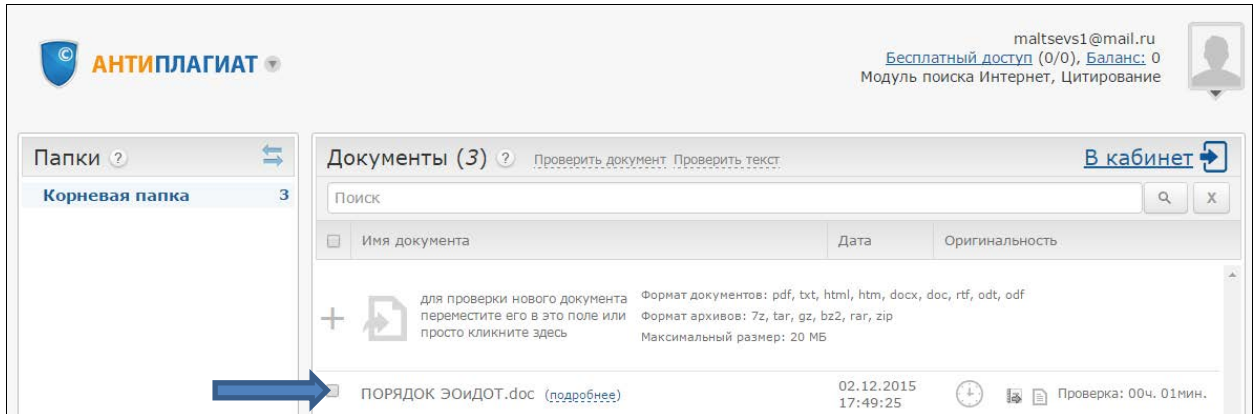 maltsevs1@mail.ru
АНТИПЛАГИАТ
Бесплатный доступ (0/0), Баланс: 0
Модуль поиска Интернет, Цитирование
Папки ?
Документы (3) ? Проверить документ Проверить текст
В кабинет
Корневая папка 3
Поиск
X
Имя документа Дата Оригинальность
для проверки нового документа
переместите его в это поле или
просто кликните здесь
Формат документов: pdf, txt, html, htm, docx, doc, rtf, odt, odf
Формат архивов: 7z, tar, gz, bz2, rar, zip
Максимальный размер: 20 МБ
ПОРЯДОК ЭОиДОТ.doc (подробнее)
02.12.2015
17:49:25
Проверка: 00ч. 01мин.